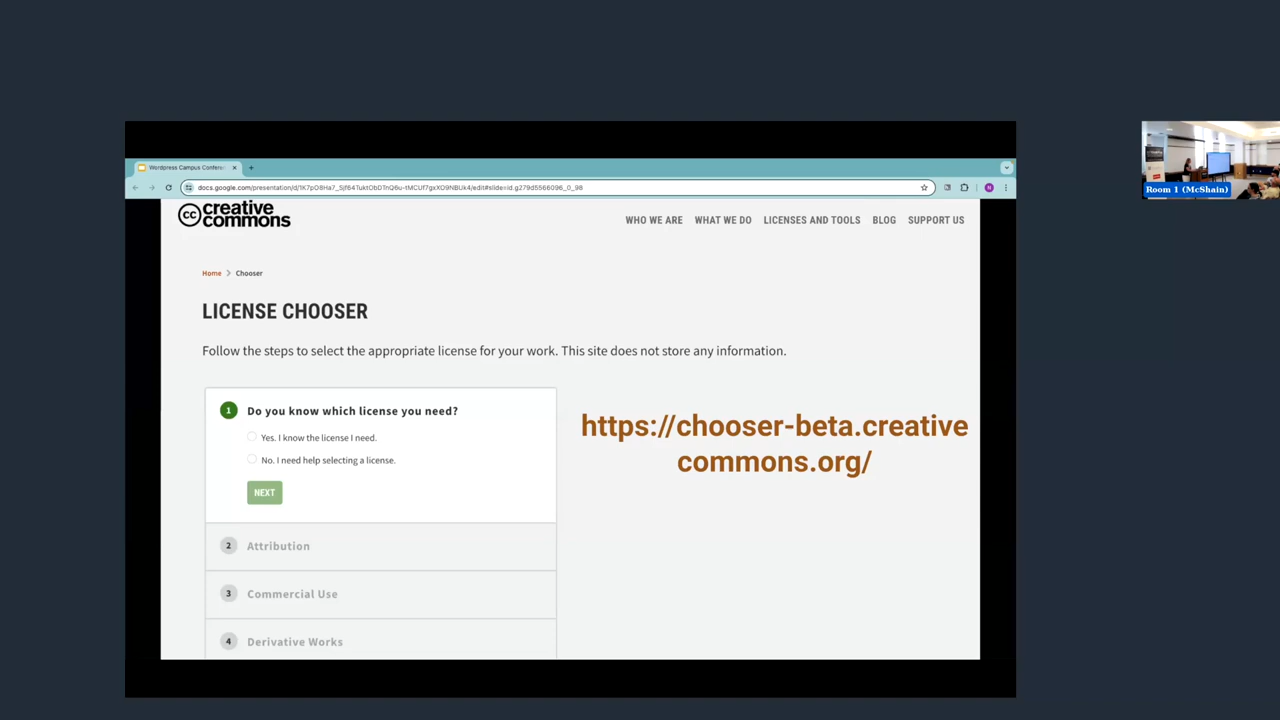 Wordpress Campus Confere
docs.google.com/presentation/d/1K7pO8Ha7_Sjf64TuktObDTnQ6u-tMCUf7gxXO9NBUk4/edit#slide=id.g279d5566096_0_98
N
Room 1 (McShain)
cc creative commons
WHO WE ARE WHAT WE DO LICENSES AND TOOLS BLOG SUPPORT US
Home > Chooser
LICENSE CHOOSER
Follow the steps to select the appropriate license for your work. This site does not store any information.
1 Do you know which license you need?
Yes. I know the license I need.
No. I need help selecting a license.
NEXT
2 Attribution
3 Commercial Use
4 Derivative Works
https://chooser-beta.creative
commons.org/